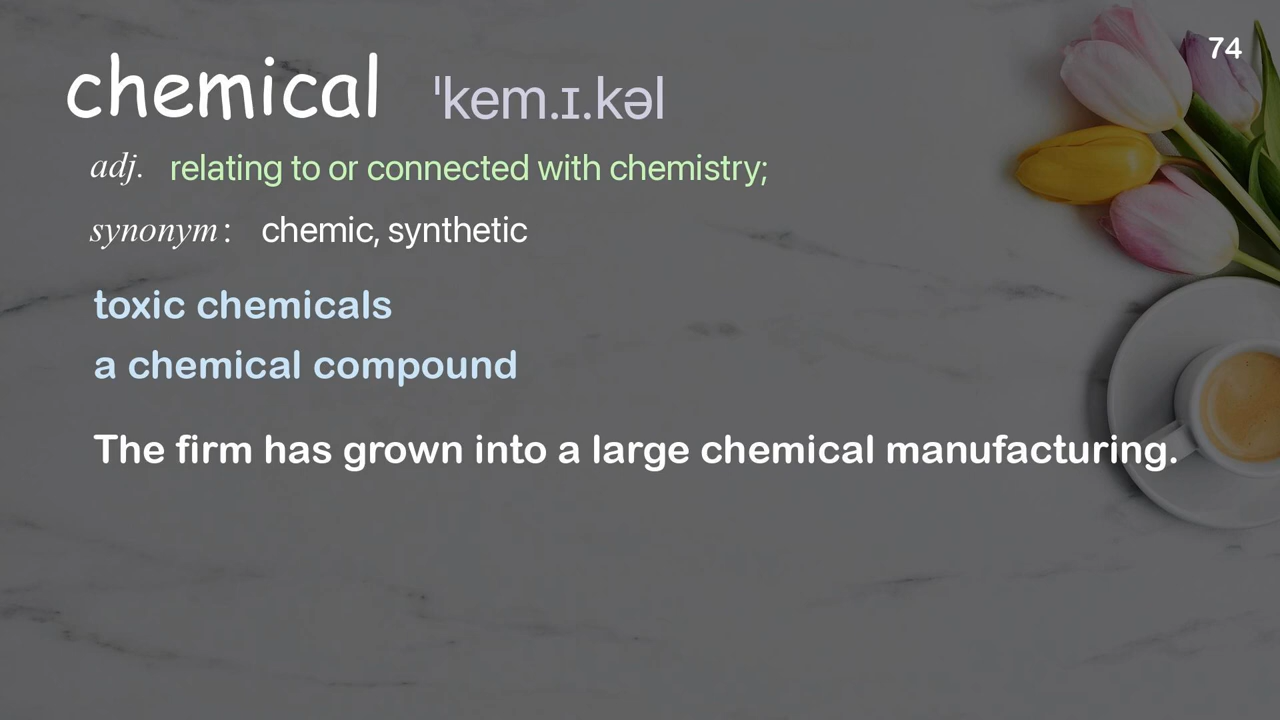 74
chemical ˈkem.ɪ.kəl
adj. relating to or connected with chemistry;
synonym: chemic, synthetic
toxic chemicals
a chemical compound
The firm has grown into a large chemical manufacturing.